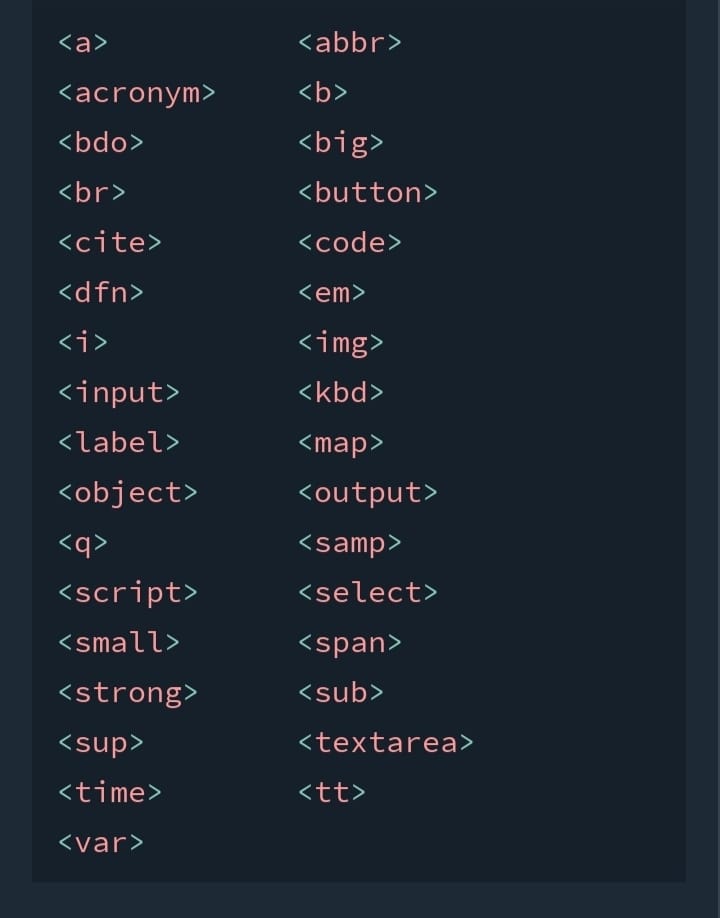 <a> <abbr>
<acronym> <b>
<bdo> <big>
<br> <button>
<cite> <code>
<dfn> <em>
<i> <img>
<input> <kbd>
<label> <map>
<object> <output>
<q> <samp>
<script> <select>
<small> <span>
<strong> <sub>
<sup> <textarea>
<time> <tt>
<var>